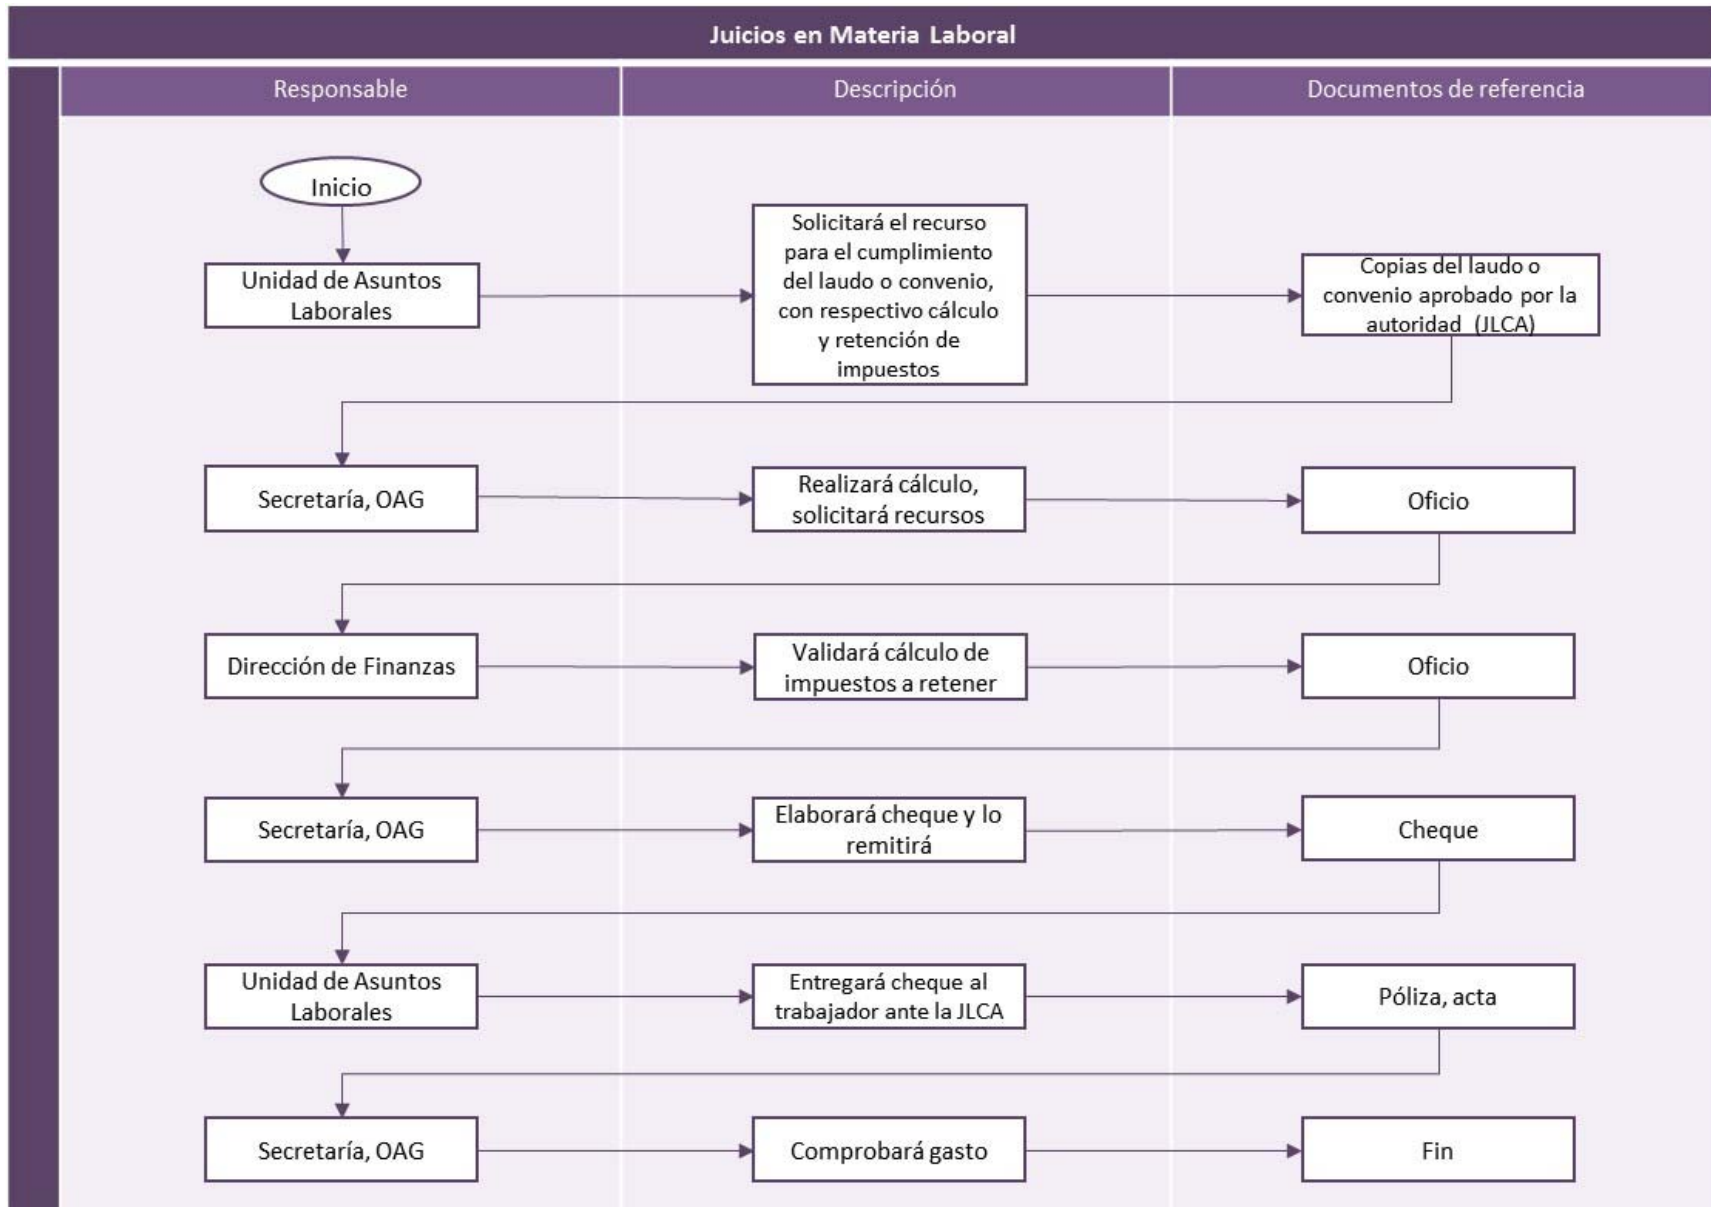 Juicios en Materia Laboral
Responsable
Descripción
Documentos de referencia
Inicio
Unidad de Asuntos
Laborales
Solicitará el recurso
para el cumplimiento
del laudo o convenio,
con respectivo cálculo
y retención de
impuestos
Copias del laudo o
convenio aprobado por la
autoridad (JLCA)
Secretaría, OAG
Realizará cálculo,
solicitará recursos
Oficio
Dirección de Finanzas
Validará cálculo de
impuestos a retener
Oficio
Secretaría, OAG
Elaborará cheque y lo
remitirá
Cheque
Unidad de Asuntos
Laborales
Entregará cheque al
trabajador ante la JLCA
Póliza, acta
Secretaría, OAG
Comprobará gasto
Fin